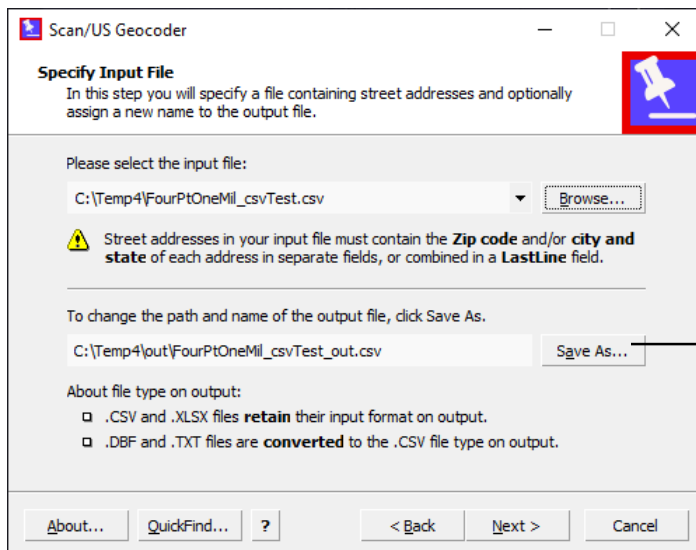 Scan/US Geocoder
Specify Input File
In this step you will specify a file containing street addresses and optionally
assign a new name to the output file.
Please select the input file:
C:\Temp4\FourPtOneMil_csvTest.csv
Browse...
Street addresses in your input file must contain the Zip code and/or city and
state of each address in separate fields, or combined in a LastLine field.
To change the path and name of the output file, click Save As.
C:\Temp4\out\FourPtOneMil_csvTest_out.csv
Save As...
About file type on output:
.CSV and .XLSX files retain their input format on output.
.DBF and .TXT files are converted to the .CSV file type on output.
About... QuickFind... ? < Back Next > Cancel